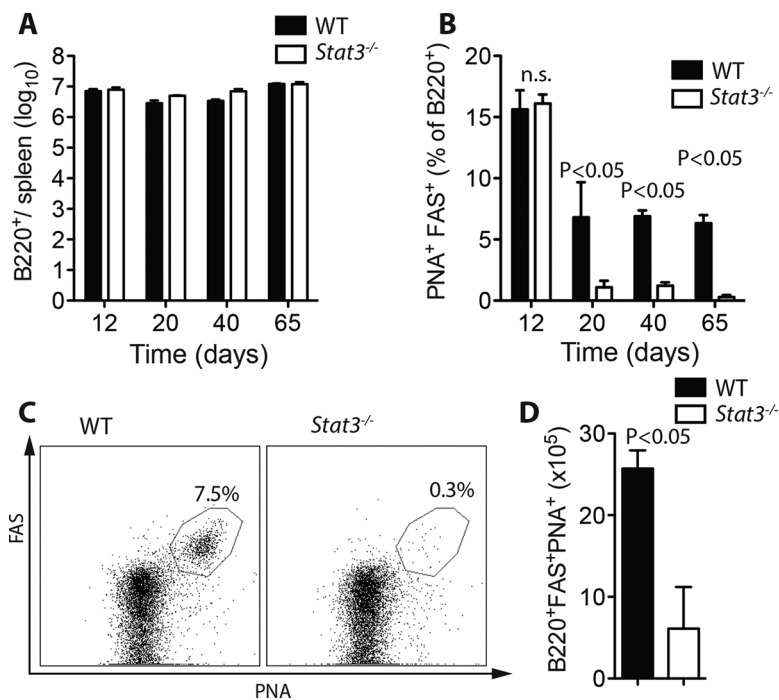 A
WT
Stat3-/-
B220+/ spleen (log10)
8
7
6
5
4
3
2
1
0
12 20 40 65
Time (days)
B
WT
Stat3-/-
PNA+ FAS+ (% of B220+)
20
15
10
5
0
n.s.
P<0.05
P<0.05
P<0.05
12 20 40 65
Time (days)
C
WT Stat3-/-
7.5% 0.3%
FAS
PNA
D
WT
Stat3-/-
P<0.05
B220+FAS+PNA+ (x105)
30
20
10
0